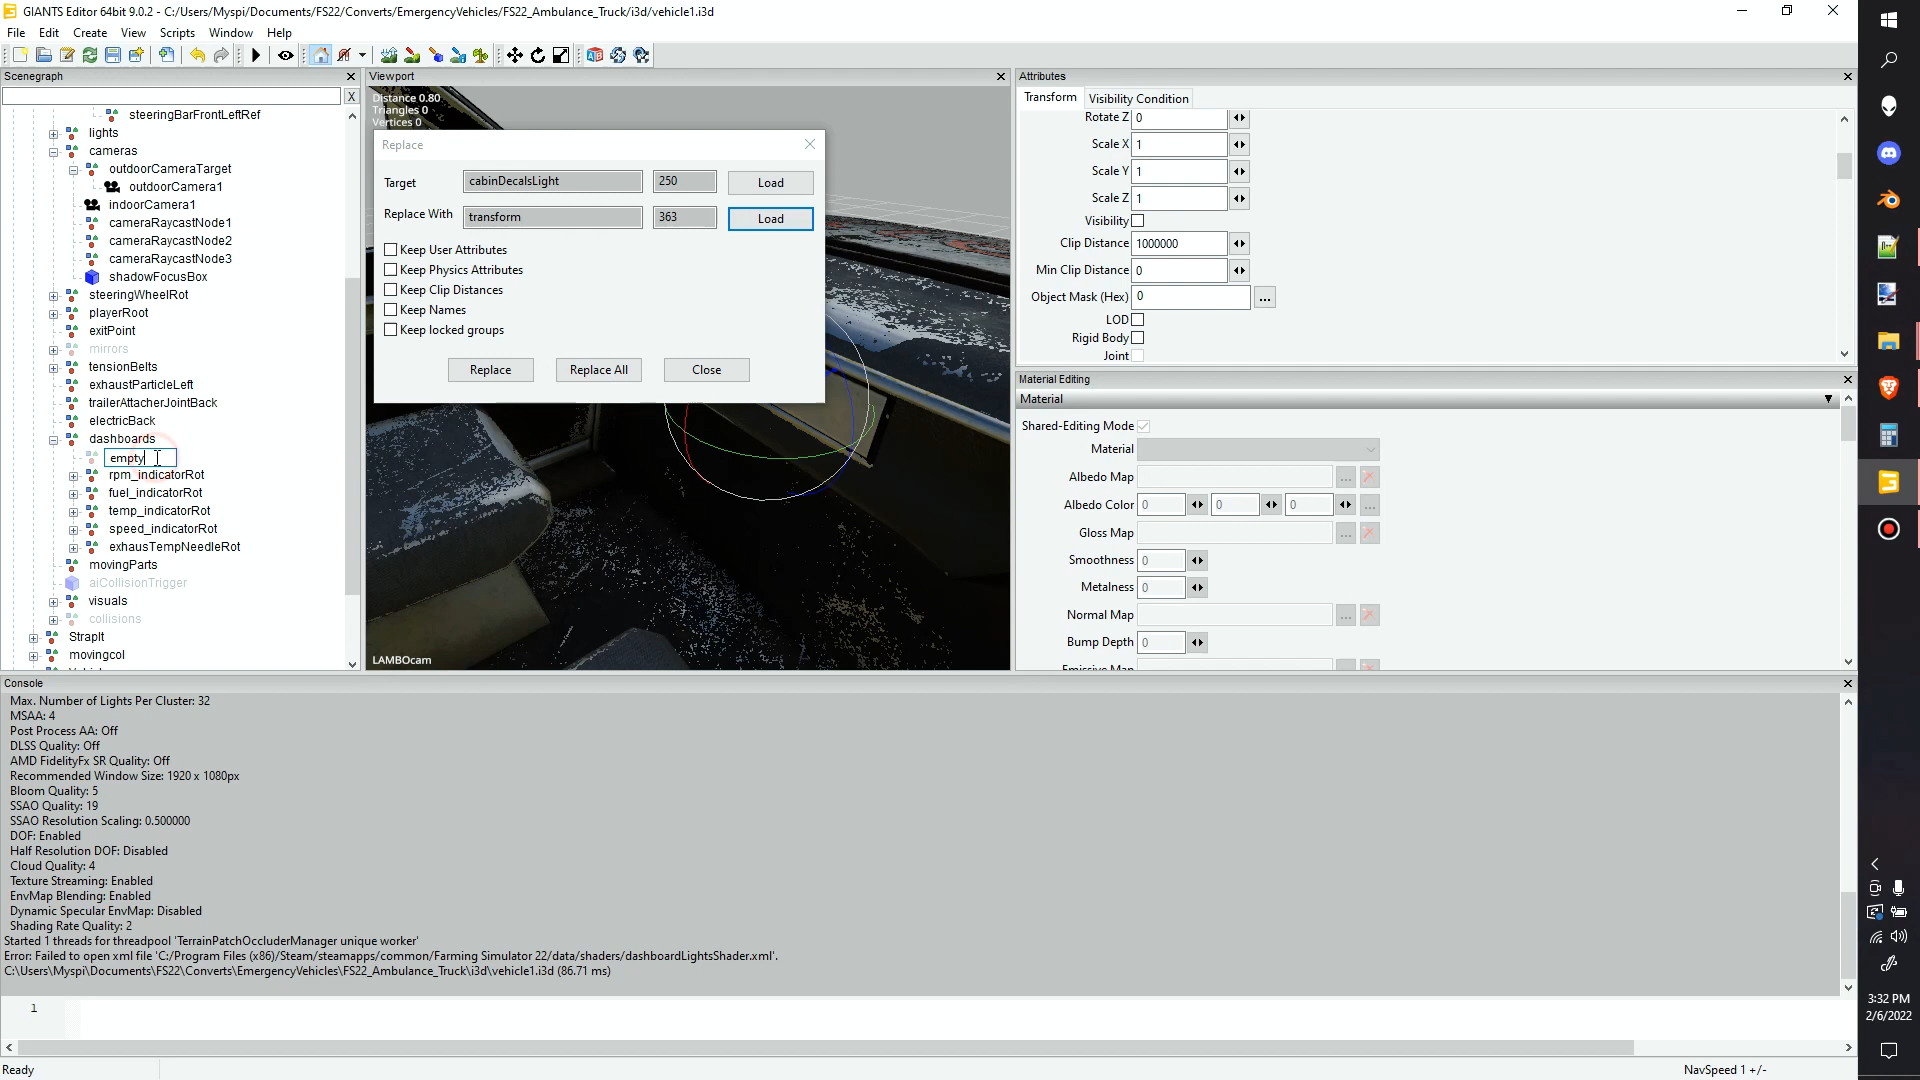 GIANTS Editor 64bit 9.0.2 - C:/Users/Myspi/Documents/FS22/Converts/EmergencyVehicles/FS22_Ambulance_Truck/i3d/vehicle1.i3d
File Edit Create View Scripts Window Help
Scenegraph
X
steeringBarFrontLeftRef
lights
cameras
outdoorCameraTarget
outdoorCamera1
indoorCamera1
cameraRaycastNode1
cameraRaycastNode2
cameraRaycastNode3
shadowFocusBox
steeringWheelRot
playerRoot
exitPoint
mirrors
tensionBelts
exhaustParticleLeft
trailerAttacherJointBack
electricBack
dashboards
empty
rpm_indicatorRot
fuel_indicatorRot
temp_indicatorRot
speed_indicatorRot
exhausTempNeedleRot
movingParts
aiCollisionTrigger
visuals
collisions
StrapIt
movingcol
Viewport
Distance 0.80
Triangles 0
Vertices 0
Replace
Target cabinDecalsLight 250 Load
Replace With transform 363 Load
Keep User Attributes
Keep Physics Attributes
Keep Clip Distances
Keep Names
Keep locked groups
Replace Replace All Close
LAMBOcam
Attributes
Transform Visibility Condition
Rotate Z 0
Scale X 1
Scale Y 1
Scale Z 1
Visibility
Clip Distance 1000000
Min Clip Distance 0
Object Mask (Hex) 0 ...
LOD
Rigid Body
Joint
Material Editing
Material
Shared-Editing Mode
Material
Albedo Map ...
Albedo Color 0 0 0 ...
Gloss Map ...
Smoothness 0
Metalness 0
Normal Map ...
Bump Depth 0
Emissive Map
Console
Max. Number of Lights Per Cluster: 32
MSAA: 4
Post Process AA: Off
DLSS Quality: Off
AMD FidelityFx SR Quality: Off
Recommended Window Size: 1920 x 1080px
Bloom Quality: 5
SSAO Quality: 19
SSAO Resolution Scaling: 0.500000
DOF: Enabled
Half Resolution DOF: Disabled
Cloud Quality: 4
Texture Streaming: Enabled
EnvMap Blending: Enabled
Dynamic Specular EnvMap: Disabled
Shading Rate Quality: 2
Started 1 threads for threadpool 'TerrainPatchOccluderManager unique worker'
Error: Failed to open xml file 'C:/Program Files (x86)/Steam/steamapps/common/Farming Simulator 22/data/shaders/dashboardLightsShader.xml'.
C:\Users\Myspi\Documents\FS22\Converts\EmergencyVehicles\FS22_Ambulance_Truck\i3d\vehicle1.i3d (86.71 ms)
1
Ready
NavSpeed 1 +/-
3:32 PM
2/6/2022